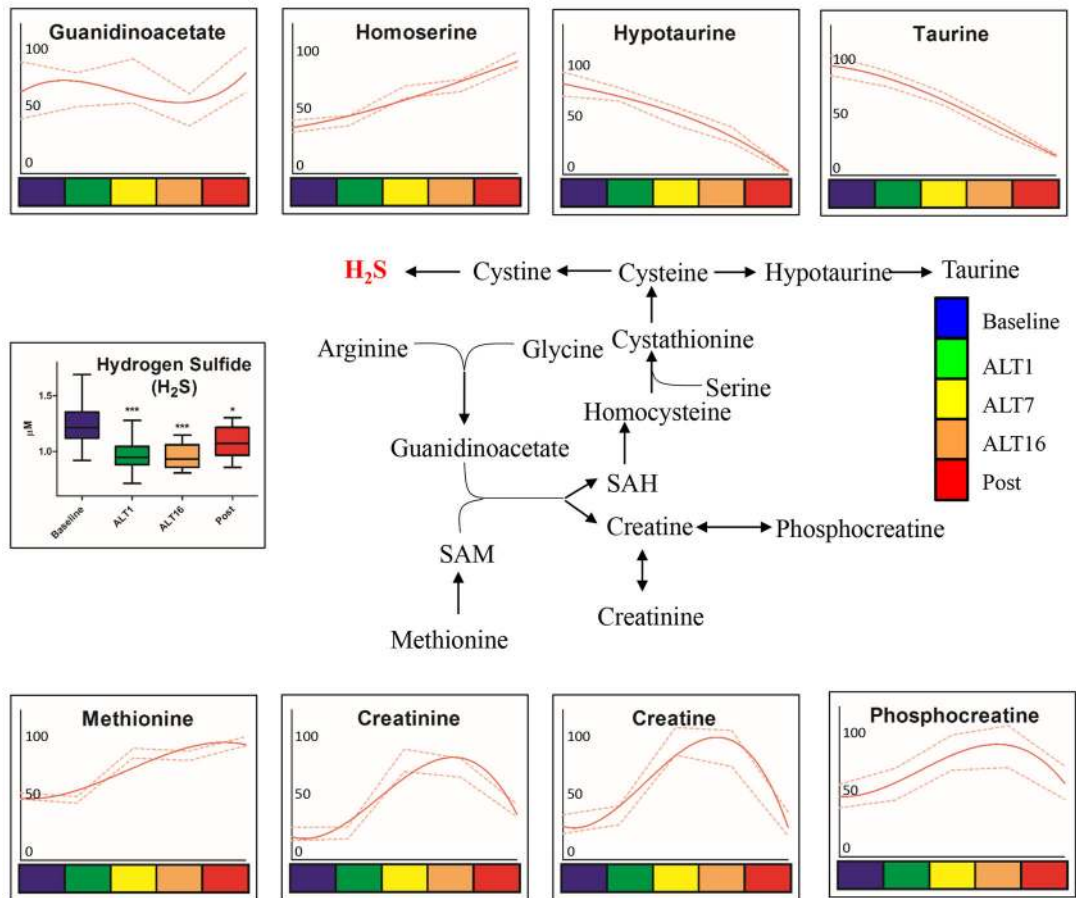 Guanidinoacetate
100
50
0
Homoserine
100
50
0
Hypotaurine
100
50
0
Taurine
100
50
0
H₂S
Cystine
Cysteine
Hypotaurine
Taurine
Arginine
Glycine
Cystathionine
Serine
Homocysteine
Guanidinoacetate
SAH
Creatine
Phosphocreatine
SAM
Creatinine
Methionine
Baseline
ALT1
ALT7
ALT16
Post
Hydrogen Sulfide
(H₂S)
1.5
1.0
μM
***
***
*
Baseline
ALT1
ALT16
Post
Methionine
100
50
0
Creatinine
100
50
0
Creatine
100
50
0
Phosphocreatine
100
50
0